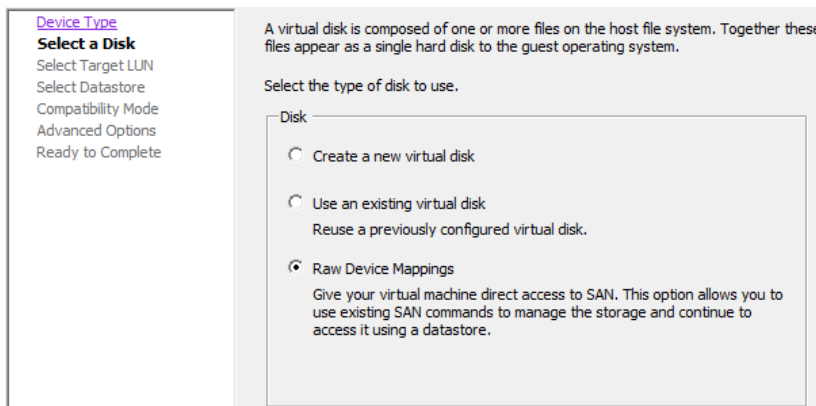 Device Type
Select a Disk
Select Target LUN
Select Datastore
Compatibility Mode
Advanced Options
Ready to Complete
A virtual disk is composed of one or more files on the host file system. Together these
files appear as a single hard disk to the guest operating system.
Select the type of disk to use.
Disk
Create a new virtual disk
Use an existing virtual disk
Reuse a previously configured virtual disk.
Raw Device Mappings
Give your virtual machine direct access to SAN. This option allows you to
use existing SAN commands to manage the storage and continue to
access it using a datastore.